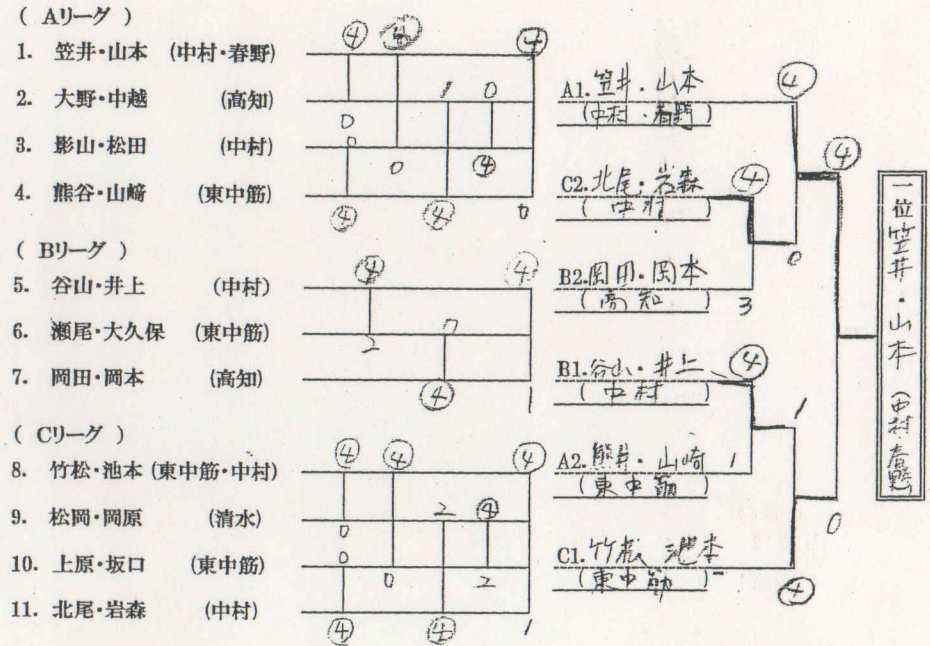 ( Aリーグ )
1. 笠井・山本 (中村・春野)
2. 大野・中越 (高知)
3. 影山・松田 (中村)
4. 熊谷・山﨑 (東中筋)
④ ④ ④
1 0
0
0
0 ④
④ ④ 0
( Bリーグ )
5. 谷山・井上 (中村)
6. 瀬尾・大久保 (東中筋)
7. 岡田・岡本 (高知)
④ ④
0
2
④ 1
( Cリーグ )
8. 竹松・池本 (東中筋・中村)
9. 松岡・岡原 (清水)
10. 上原・坂口 (東中筋)
11. 北尾・岩森 (中村)
④ ④ ④
2 ④
0
0
0 2
④ ④ 1
A1. 笠井・山本
(中村・春野)
C2. 北尾・岩森
(中村)
B2. 岡田・岡本
(高知)
B1. 谷山・井上
(中村)
A2. 熊井・山崎
(東中筋)
C1. 竹松 池本
(東中筋)
④
④
④
0
3
④
1
1
0
④
一位 笠井・山本 (中村・春野)